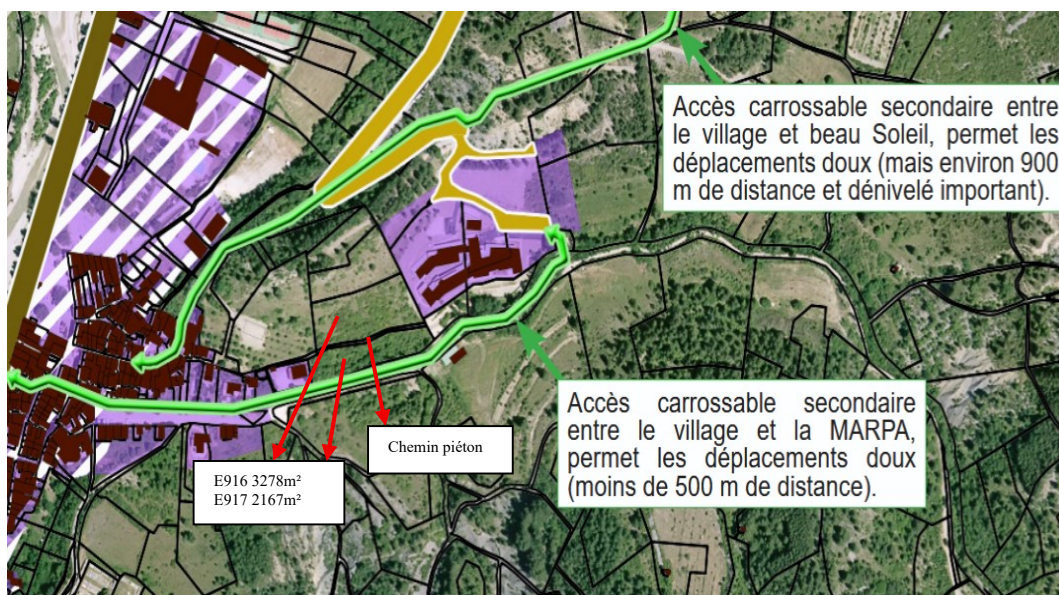 Accès carrossable secondaire entre
le village et beau Soleil, permet les
déplacements doux (mais environ 900
m de distance et dénivelé important).
Accès carrossable secondaire
entre le village et la MARPA,
permet les déplacements doux
(moins de 500 m de distance).
Chemin piéton
E916 3278m²
E917 2167m²